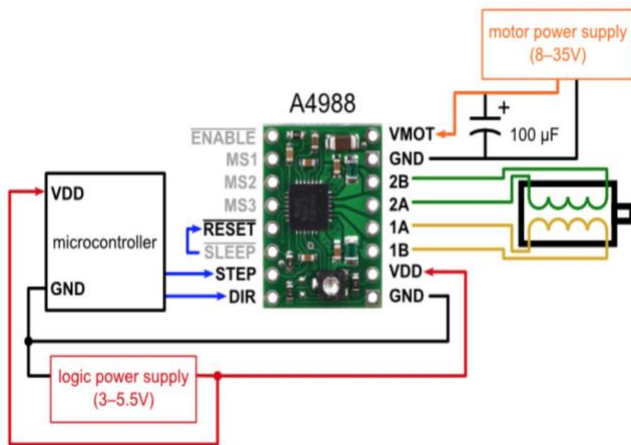 motor power supply
(8–35V)
A4988
+
100 µF
ENABLE
MS1
MS2
MS3
RESET
SLEEP
STEP
DIR
VMOT
GND
2B
2A
1A
1B
VDD
GND
VDD
microcontroller
GND
logic power supply
(3–5.5V)